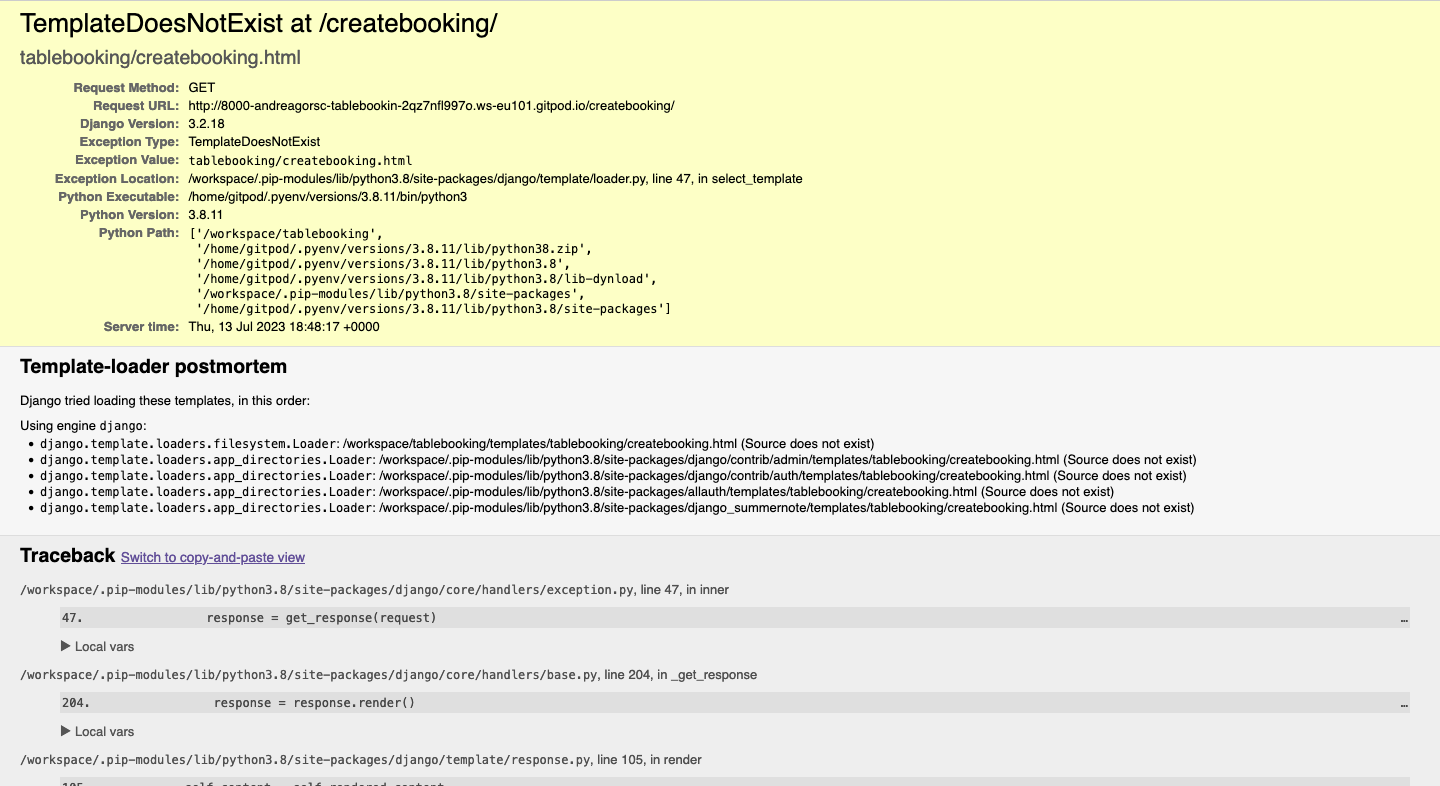 TemplateDoesNotExist at /createbooking/
tablebooking/createbooking.html
Request Method: GET
Request URL: http://8000-andreagorsc-tablebookin-2qz7nfl997o.ws-eu101.gitpod.io/createbooking/
Django Version: 3.2.18
Exception Type: TemplateDoesNotExist
Exception Value: tablebooking/createbooking.html
Exception Location: /workspace/.pip-modules/lib/python3.8/site-packages/django/template/loader.py, line 47, in select_template
Python Executable: /home/gitpod/.pyenv/versions/3.8.11/bin/python3
Python Version: 3.8.11
Python Path: ['/workspace/tablebooking',
'/home/gitpod/.pyenv/versions/3.8.11/lib/python38.zip',
'/home/gitpod/.pyenv/versions/3.8.11/lib/python3.8',
'/home/gitpod/.pyenv/versions/3.8.11/lib/python3.8/lib-dynload',
'/workspace/.pip-modules/lib/python3.8/site-packages',
'/home/gitpod/.pyenv/versions/3.8.11/lib/python3.8/site-packages']
Server time: Thu, 13 Jul 2023 18:48:17 +0000
Template-loader postmortem
Django tried loading these templates, in this order:
Using engine django:
• django.template.loaders.filesystem.Loader: /workspace/tablebooking/templates/tablebooking/createbooking.html (Source does not exist)
• django.template.loaders.app_directories.Loader: /workspace/.pip-modules/lib/python3.8/site-packages/django/contrib/admin/templates/tablebooking/createbooking.html (Source does not exist)
• django.template.loaders.app_directories.Loader: /workspace/.pip-modules/lib/python3.8/site-packages/django/contrib/auth/templates/tablebooking/createbooking.html (Source does not exist)
• django.template.loaders.app_directories.Loader: /workspace/.pip-modules/lib/python3.8/site-packages/allauth/templates/tablebooking/createbooking.html (Source does not exist)
• django.template.loaders.app_directories.Loader: /workspace/.pip-modules/lib/python3.8/site-packages/django_summernote/templates/tablebooking/createbooking.html (Source does not exist)
Traceback Switch to copy-and-paste view
/workspace/.pip-modules/lib/python3.8/site-packages/django/core/handlers/exception.py, line 47, in inner
47. response = get_response(request) …
▶ Local vars
/workspace/.pip-modules/lib/python3.8/site-packages/django/core/handlers/base.py, line 204, in _get_response
204. response = response.render() …
▶ Local vars
/workspace/.pip-modules/lib/python3.8/site-packages/django/template/response.py, line 105, in render